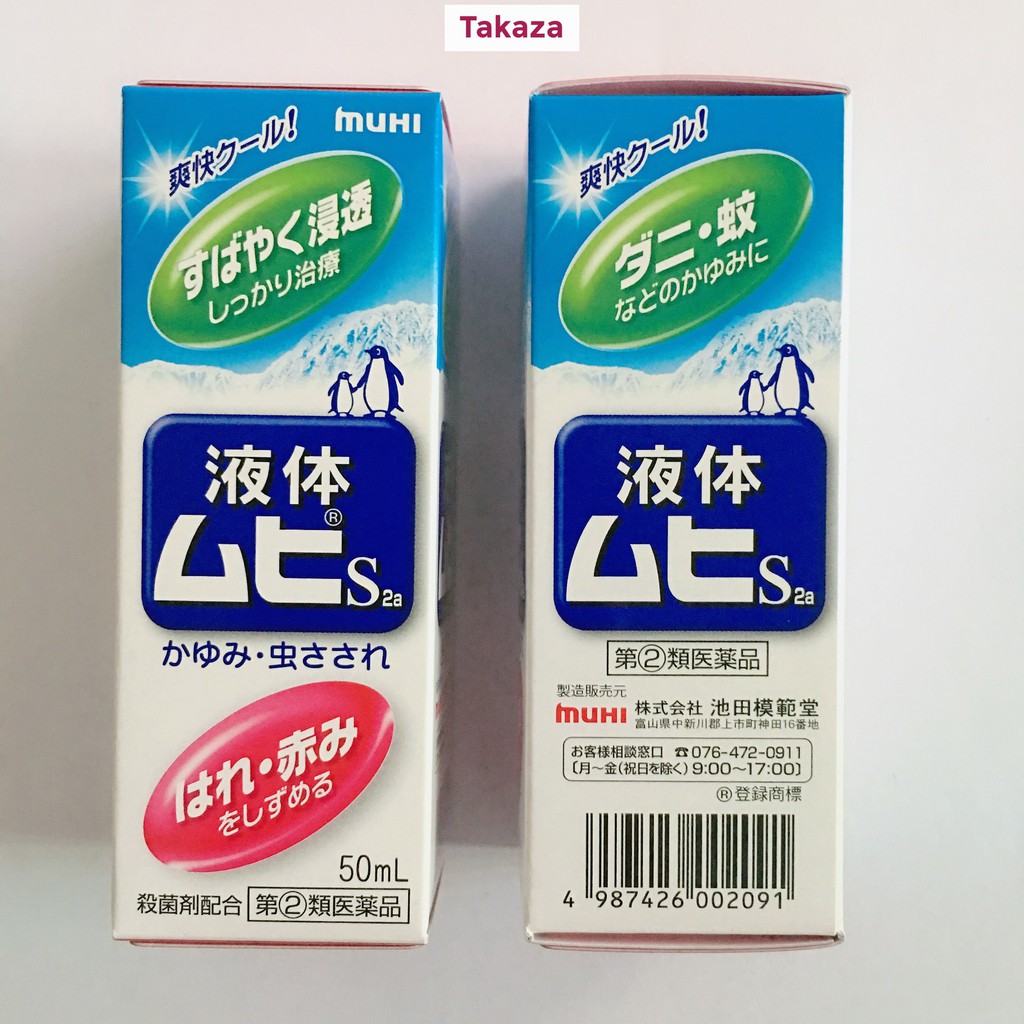 Takaza
muHI
爽快クール!
すばやく浸透
しっかり治療
液体
ムヒ®S2a
かゆみ・虫さされ
はれ・赤み
をしずめる
50mL
殺菌剤配合 第②類医薬品
爽快クール!
ダニ・蚊
などのかゆみに
液体
ムヒS2a
第②類医薬品
製造販売元
muHI 株式会社 池田模範堂
富山県中新川郡上市町神田16番地
お客様相談窓口 ☎076-472-0911
〔月〜金(祝日を除く) 9:00〜17:00〕
®登録商標
4 987426 002091